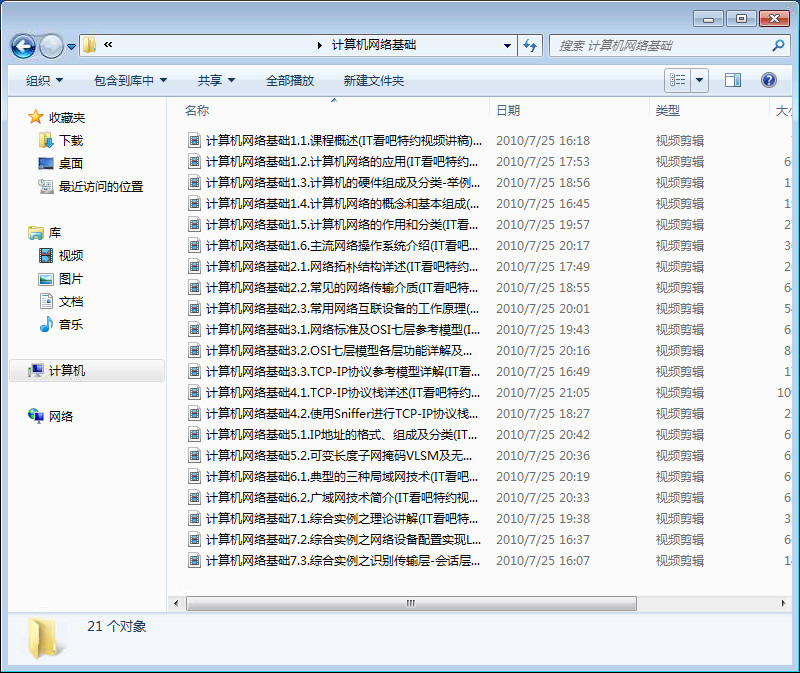 « 计算机网络基础 搜索 计算机网络基础
组织 包含到库中 共享 全部播放 新建文件夹
收藏夹
下载
桌面
最近访问的位置
库
视频
图片
文档
音乐
计算机
网络
名称 日期 类型 大
计算机网络基础1.1.课程概述(IT看吧特约视频讲稿)... 2010/7/25 16:18 视频剪辑
计算机网络基础1.2.计算机网络的应用(IT看吧特约... 2010/7/25 17:53 视频剪辑 6
计算机网络基础1.3.计算机的硬件组成及分类-举例... 2010/7/25 18:56 视频剪辑 1
计算机网络基础1.4.计算机网络的概念和基本组成(... 2010/7/25 16:45 视频剪辑
计算机网络基础1.5.计算机网络的作用和分类(IT看... 2010/7/25 19:57 视频剪辑
计算机网络基础1.6.主流网络操作系统介绍(IT看吧... 2010/7/25 20:17 视频剪辑
计算机网络基础2.1.网络拓朴结构详述(IT看吧特约... 2010/7/25 17:49 视频剪辑
计算机网络基础2.2.常见的网络传输介质(IT看吧特... 2010/7/25 18:55 视频剪辑 6
计算机网络基础2.3.常用网络互联设备的工作原理(... 2010/7/25 20:01 视频剪辑 5
计算机网络基础3.1.网络标准及OSI七层参考模型(I... 2010/7/25 19:43 视频剪辑 6
计算机网络基础3.2.OSI七层模型各层功能详解及... 2010/7/25 20:16 视频剪辑 8
计算机网络基础3.3.TCP-IP协议参考模型详解(IT看... 2010/7/25 16:49 视频剪辑 1
计算机网络基础4.1.TCP-IP协议栈详述(IT看吧特约... 2010/7/25 21:05 视频剪辑 10
计算机网络基础4.2.使用Sniffer进行TCP-IP协议栈... 2010/7/25 18:27 视频剪辑 2
计算机网络基础5.1.IP地址的格式、组成及分类(IT... 2010/7/25 20:42 视频剪辑 6
计算机网络基础5.2.可变长度子网掩码VLSM及无... 2010/7/25 20:36 视频剪辑 6
计算机网络基础6.1.典型的三种局域网技术(IT看吧... 2010/7/25 20:19 视频剪辑 6
计算机网络基础6.2.广域网技术简介(IT看吧特约视... 2010/7/25 20:33 视频剪辑 6
计算机网络基础7.1.综合实例之理论讲解(IT看吧特... 2010/7/25 19:38 视频剪辑 3
计算机网络基础7.2.综合实例之网络设备配置实现L... 2010/7/25 16:37 视频剪辑 6
计算机网络基础7.3.综合实例之识别传输层-会话层... 2010/7/25 16:07 视频剪辑 1
21 个对象